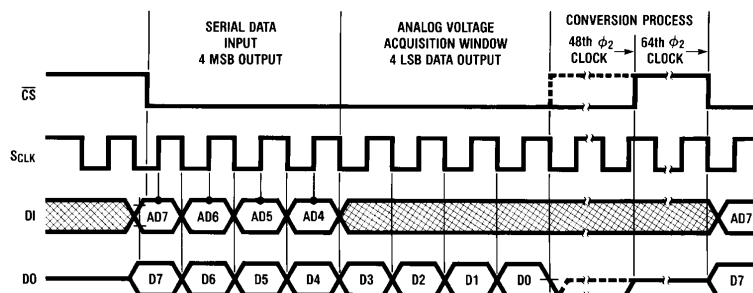 SERIAL DATA
INPUT
4 MSB OUTPUT
ANALOG VOLTAGE
ACQUISITION WINDOW
4 LSB DATA OUTPUT
CONVERSION PROCESS
48th ϕ2
CLOCK
64th ϕ2
CLOCK
CS
SCLK
DI
AD7 AD6 AD5 AD4 AD7
DO
D7 D6 D5 D4 D3 D2 D1 D0 D7